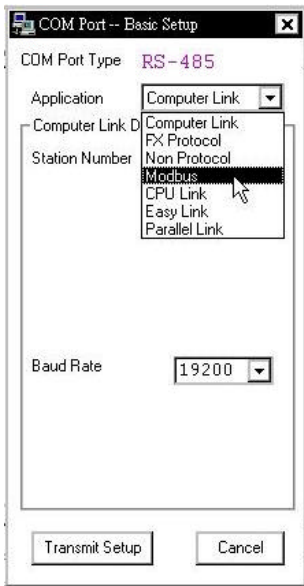 COM Port -- Basic Setup
COM Port Type RS-485
Application Computer Link
Computer Link D
Computer Link
FX Protocol
Station Number
Non Protocol
Modbus
CPU Link
Easy Link
Parallel Link
Baud Rate 19200
Transmit Setup Cancel